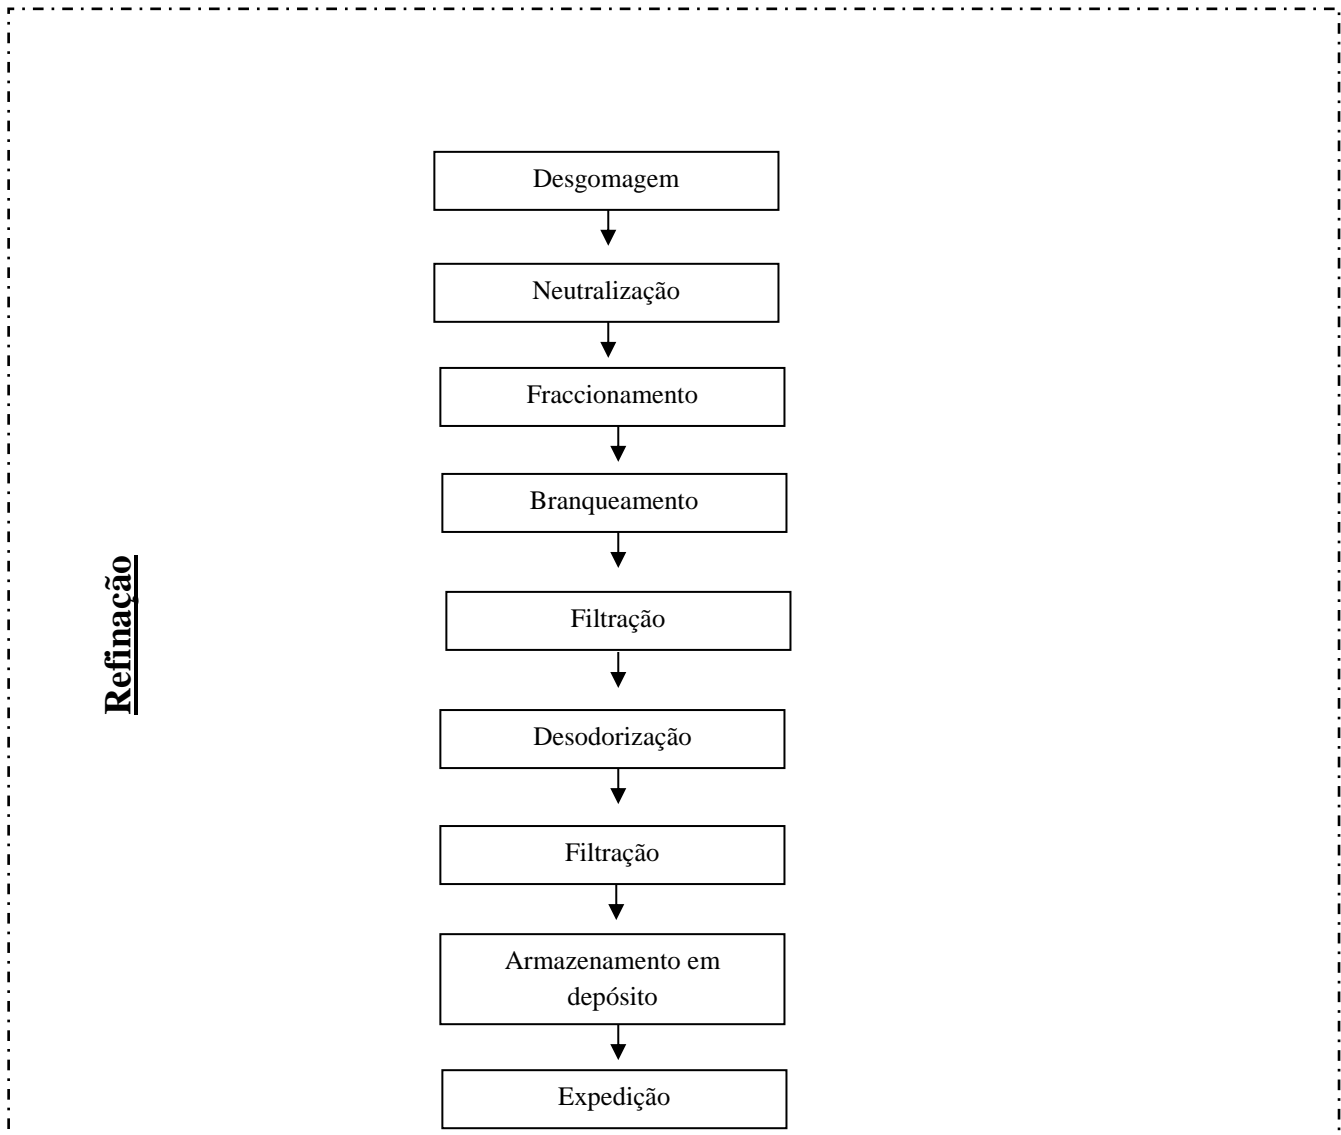 Desgomagem
Neutralização
Fraccionamento
Branqueamento
Refinação
Filtração
Desodorização
Filtração
Armazenamento em
depósito
Expedição